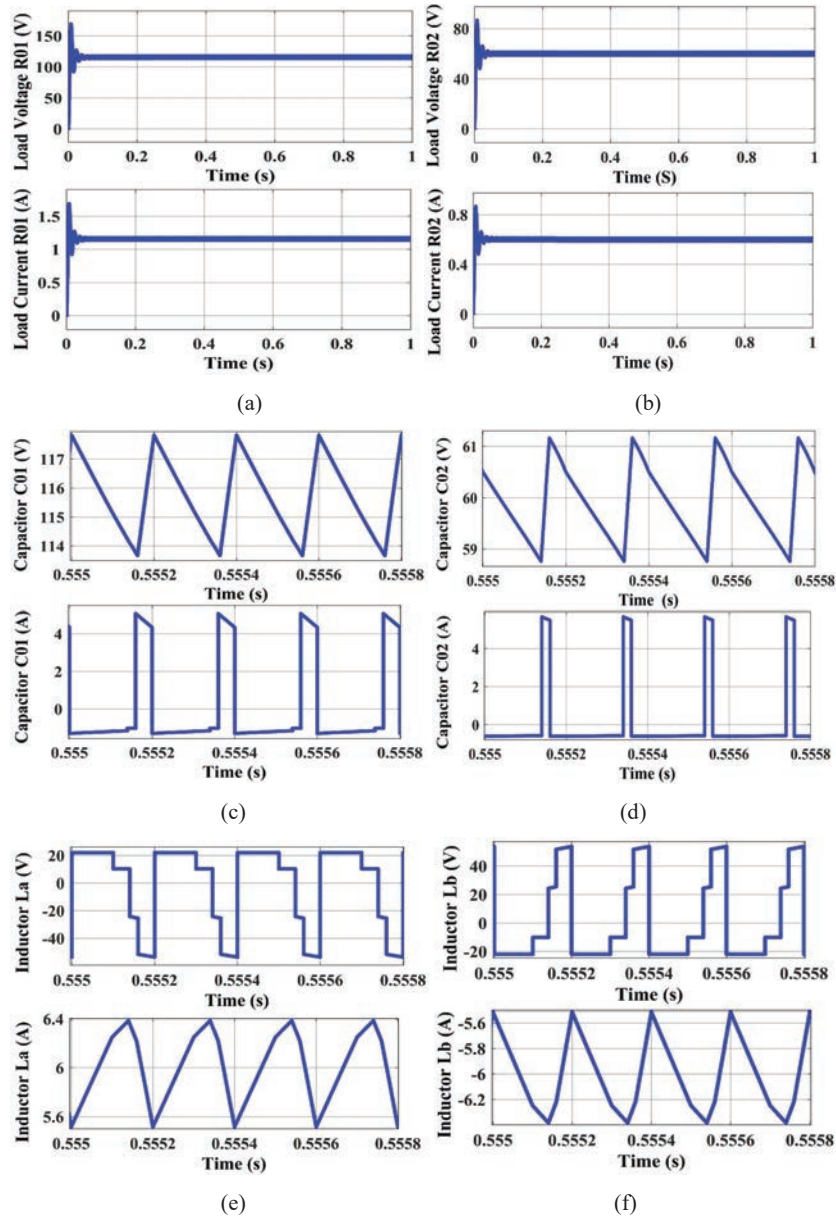 Load Voltage R01 (V)
150
100
50
0
0 0.2 0.4 0.6 0.8 1
Time (s)
Load Current R01 (A)
1.5
1
0.5
0
0 0.2 0.4 0.6 0.8 1
Time (s)
(a)
Load Volatge R02 (V)
80
40
0
0 0.2 0.4 0.6 0.8 1
Time (S)
Load Current R02 (A)
0.8
0.4
0
0 0.2 0.4 0.6 0.8 1
Time (s)
(b)
Capacitor C01 (V)
117
116
115
114
0.555 0.5552 0.5554 0.5556 0.5558
Time (s)
Capacitor C01 (A)
4
2
0
0.555 0.5552 0.5554 0.5556 0.5558
Time (s)
(c)
Capacitor C02 (V)
61
60
59
0.555 0.5552 0.5554 0.5556 0.5558
Time (s)
Capacitor C02 (A)
4
2
0
0.555 0.5552 0.5554 0.5556 0.5558
Time (s)
(d)
Inductor La (V)
20
0
-20
-40
0.555 0.5552 0.5554 0.5556 0.5558
Time (s)
Inductor La (A)
6.4
6
5.6
0.555 0.5552 0.5554 0.5556 0.5558
Time (s)
(e)
Inductor Lb (V)
40
20
0
-20
0.555 0.5552 0.5554 0.5556 0.5558
Time (s)
Inductor Lb (A)
-5.6
-5.8
-6
-6.2
0.555 0.5552 0.5554 0.5556 0.5558
Time (s)
(f)